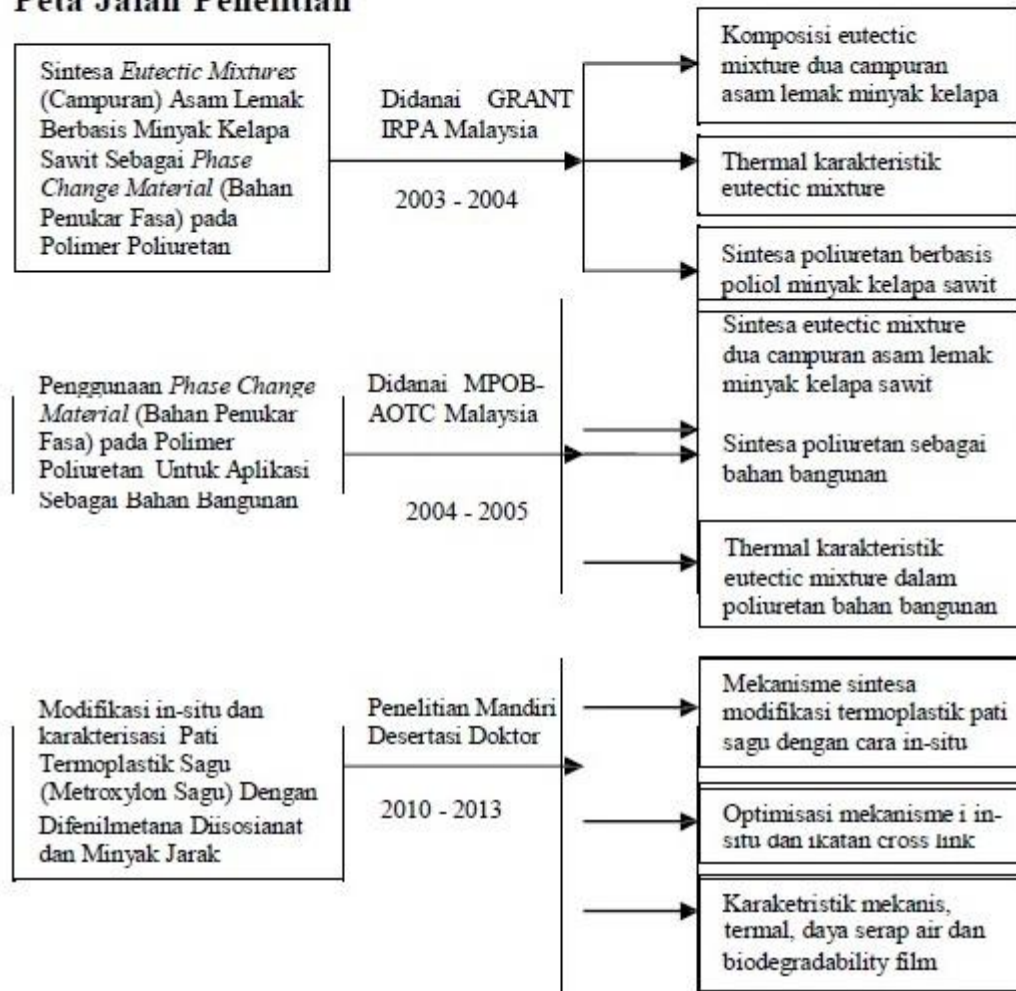 Peta Jalan Penelitian
Sintesa Eutectic Mixtures
(Campuran) Asam Lemak
Berbasis Minyak Kelapa
Sawit Sebagai Phase
Change Material (Bahan
Penukar Fasa) pada
Polimer Poliuretan
Didanai GRANT
IRPA Malaysia
2003 - 2004
Komposisi eutectic
mixture dua campuran
asam lemak minyak kelapa
Thermal karakteristik
eutectic mixture
Sintesa poliuretan berbasis
poliol minyak kelapa sawit
Penggunaan Phase Change
Material (Bahan Penukar
Fasa) pada Polimer
Poliuretan Untuk Aplikasi
Sebagai Bahan Bangunan
Didanai MPOB-
AOTC Malaysia
2004 - 2005
Sintesa eutectic mixture
dua campuran asam lemak
minyak kelapa sawit
Sintesa poliuretan sebagai
bahan bangunan
Thermal karakteristik
eutectic mixture dalam
poliuretan bahan bangunan
Modifikasi in-situ dan
karakterisasi Pati
Termoplastik Sagu
(Metroxylon Sagu) Dengan
Difenilmetana Diisosianat
dan Minyak Jarak
Penelitian Mandiri
Desertasi Doktor
2010 - 2013
Mekanisme sintesa
modifikasi termoplastik pati
sagu dengan cara in-situ
Optimisasi mekanisme i in-
situ dan ikatan cross link
Karaketristik mekanis,
termal, daya serap air dan
biodegradability film